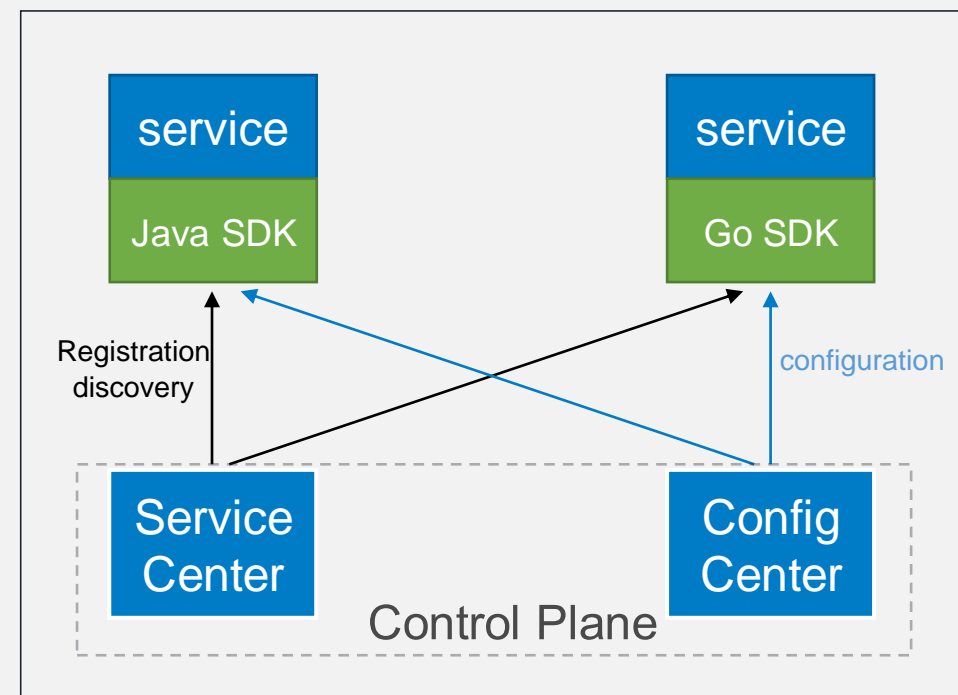 service
service
Java SDK
Go SDK
Registration
discovery
configuration
Service
Center
Config
Center
Control Plane